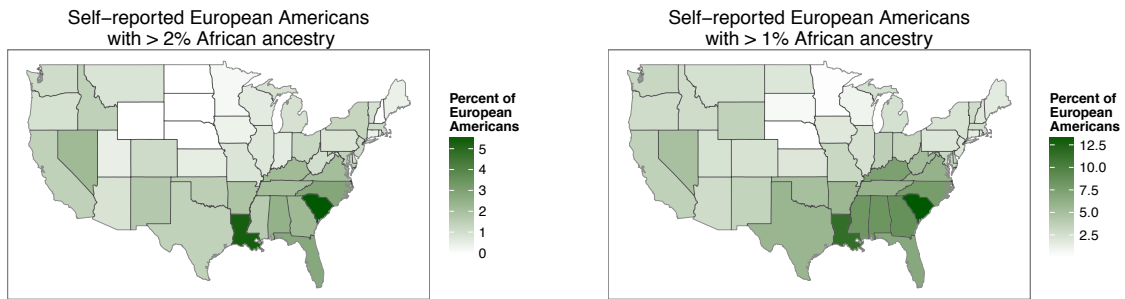 Self−reported European Americans
with > 2% African ancestry
Percent of
European
Americans
5
4
3
2
1
0
Self−reported European Americans
with > 1% African ancestry
Percent of
European
Americans
12.5
10.0
7.5
5.0
2.5